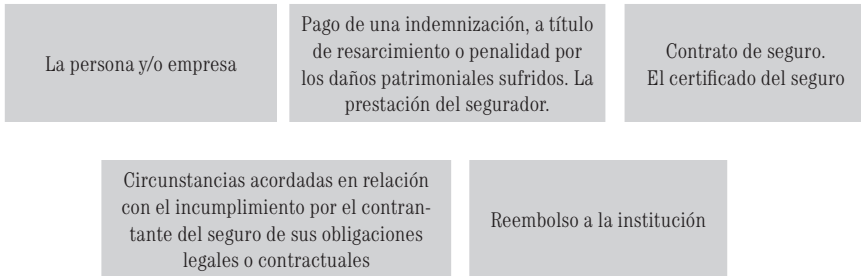 La persona y/o empresa
Pago de una indemnización, a título
de resarcimiento o penalidad por
los daños patrimoniales sufridos. La
prestación del segurador.
Contrato de seguro.
El certificado del seguro
Circunstancias acordadas en relación
con el incumplimiento por el contran-
tante del seguro de sus obligaciones
legales o contractuales
Reembolso a la institución